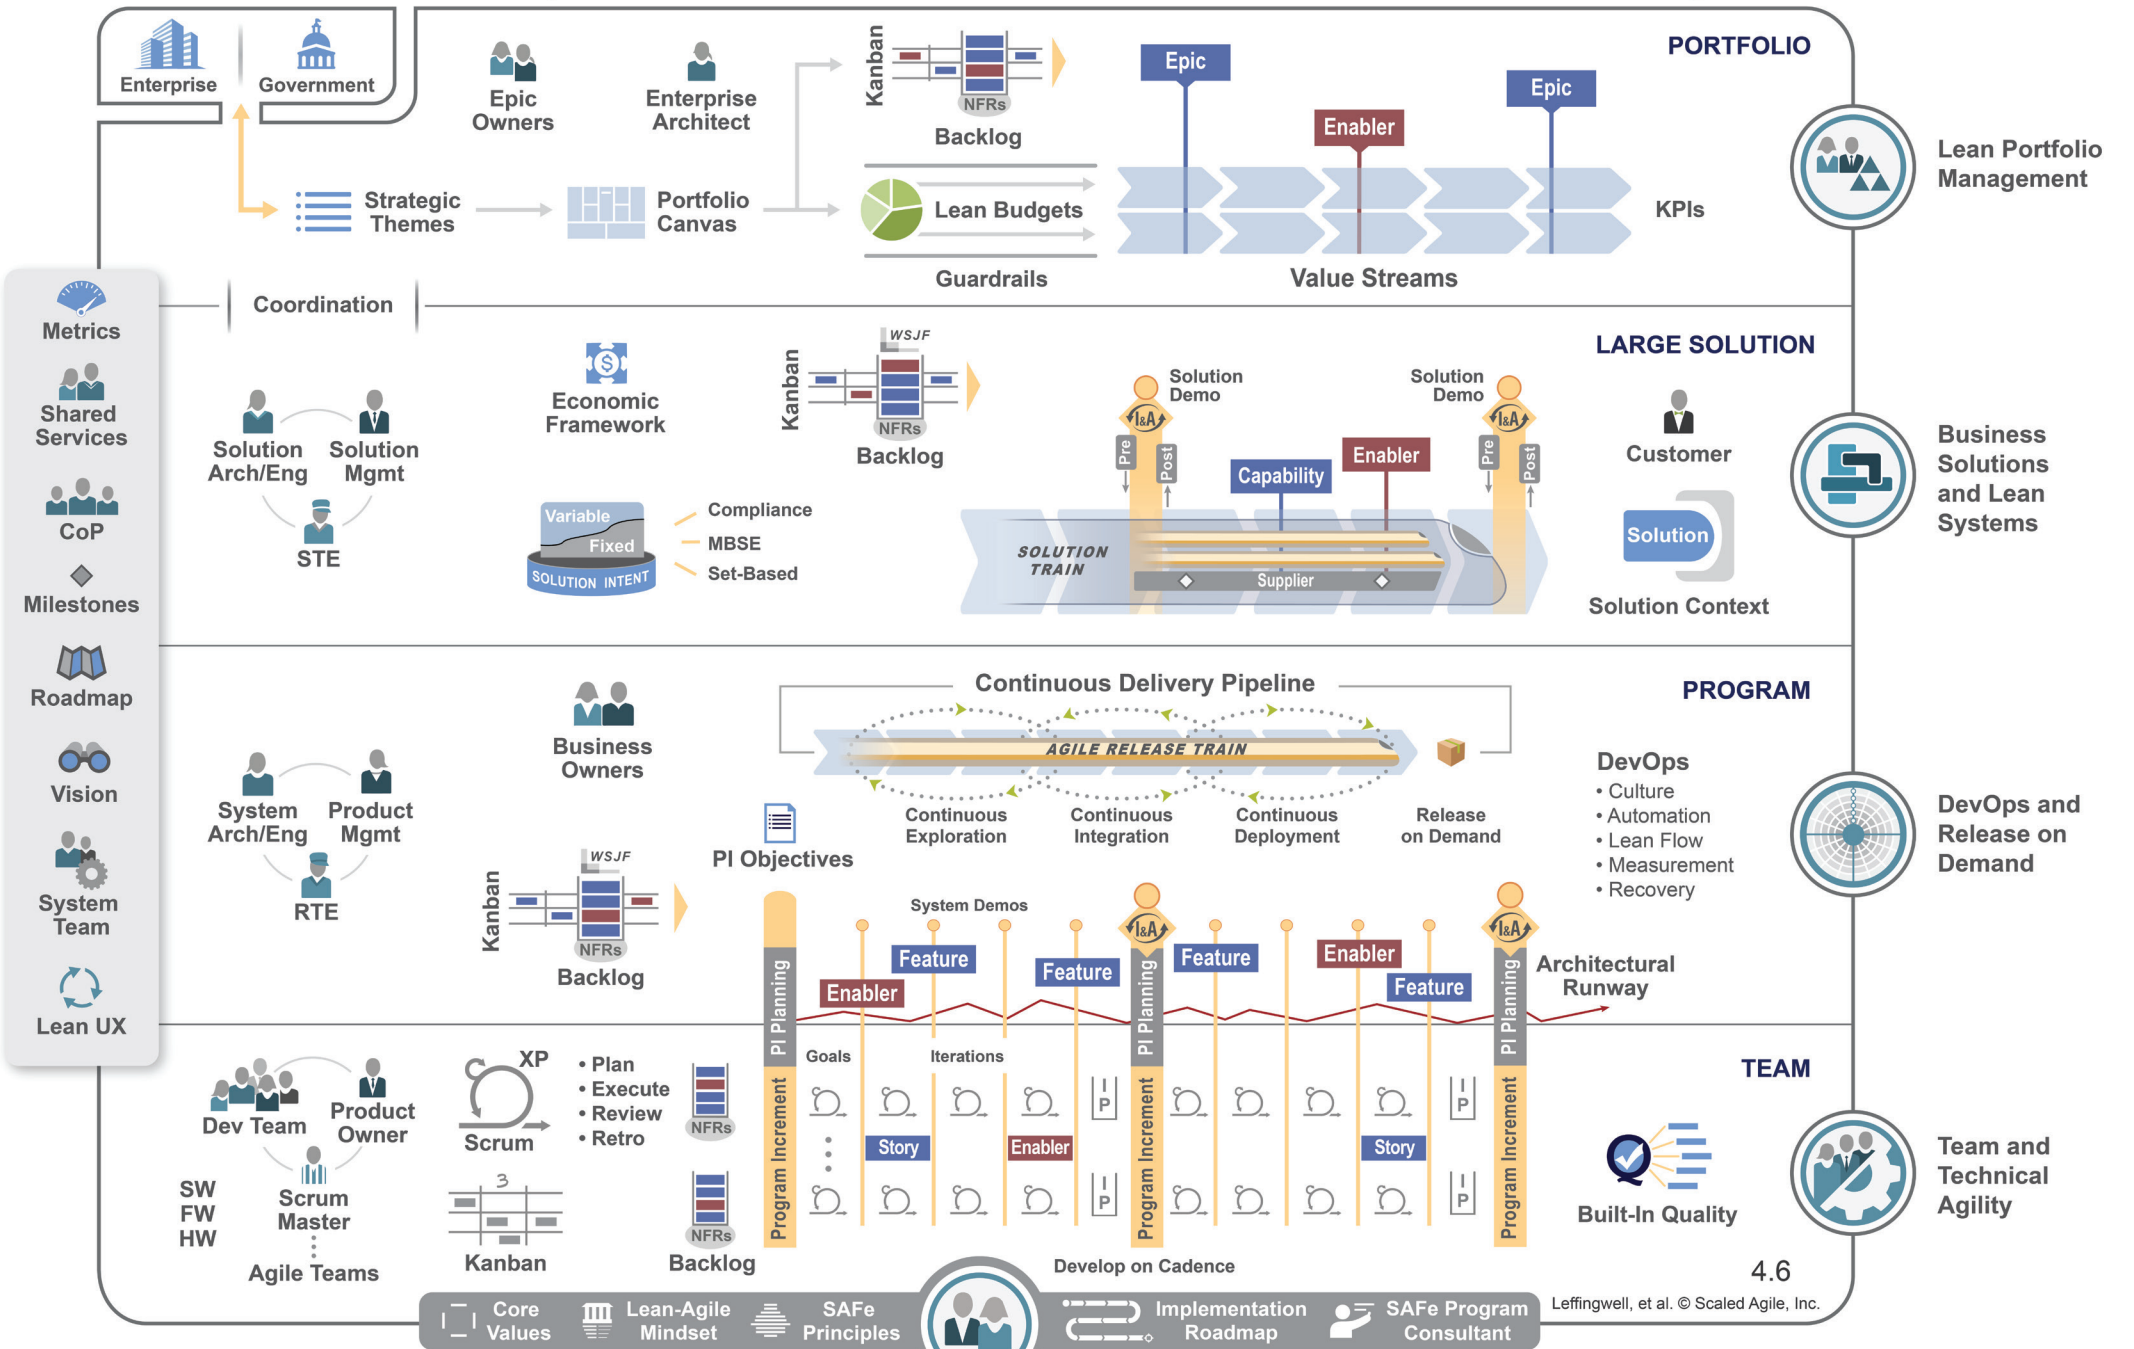 Enterprise
Government
Epic
Owners
Enterprise
Architect
Kanban
NFRs
Backlog
Epic
Enabler
Epic
PORTFOLIO
Lean Portfolio
Management
Strategic
Themes
Portfolio
Canvas
Lean Budgets
Guardrails
KPIs
Value Streams
Metrics
Shared
Services
CoP
Milestones
Roadmap
Vision
System
Team
Lean UX
Coordination
LARGE SOLUTION
Solution
Arch/Eng
Solution
Mgmt
STE
Economic
Framework
Variable
Fixed
SOLUTION INTENT
Compliance
MBSE
Set-Based
Kanban
WSJF
NFRs
Backlog
Solution
Demo
I&A
Pre
Post
Capability
Enabler
Solution
Demo
I&A
Pre
Post
SOLUTION
TRAIN
Supplier
Customer
Solution
Solution Context
Business
Solutions
and Lean
Systems
PROGRAM
System
Arch/Eng
Product
Mgmt
RTE
Business
Owners
Continuous Delivery Pipeline
AGILE RELEASE TRAIN
Continuous
Exploration
Continuous
Integration
Continuous
Deployment
Release
on Demand
DevOps
• Culture
• Automation
• Lean Flow
• Measurement
• Recovery
DevOps and
Release on
Demand
PI Objectives
Kanban
WSJF
NFRs
Backlog
System Demos
PI Planning
Enabler
Feature
Feature
I&A
PI Planning
Feature
Enabler
Feature
I&A
PI Planning
Architectural
Runway
TEAM
Dev Team
Product
Owner
Scrum
Master
SW
FW
HW
Agile Teams
XP
Scrum
• Plan
• Execute
• Review
• Retro
3
Kanban
NFRs
NFRs
Backlog
Program Increment
Goals
Iterations
I
P
Story
Enabler
I
P
Program Increment
I
P
Story
I
P
Program Increment
Develop on Cadence
Built-In Quality
Team and
Technical
Agility
4.6
Leffingwell, et al. © Scaled Agile, Inc.
Core
Values
Lean-Agile
Mindset
SAFe
Principles
Implementation
Roadmap
SAFe Program
Consultant